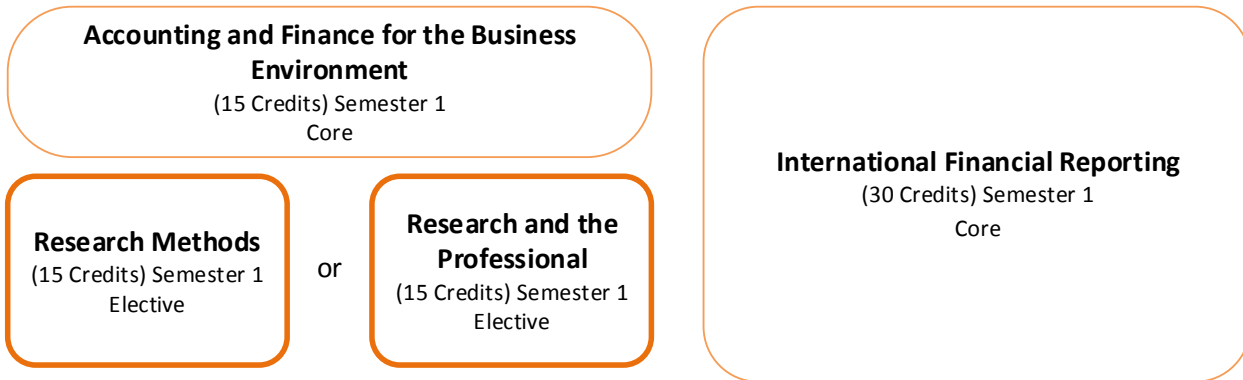 Accounting and Finance for the Business
Environment
(15 Credits) Semester 1
Core
Research Methods
(15 Credits) Semester 1
Elective
or
Research and the
Professional
(15 Credits) Semester 1
Elective
International Financial Reporting
(30 Credits) Semester 1
Core